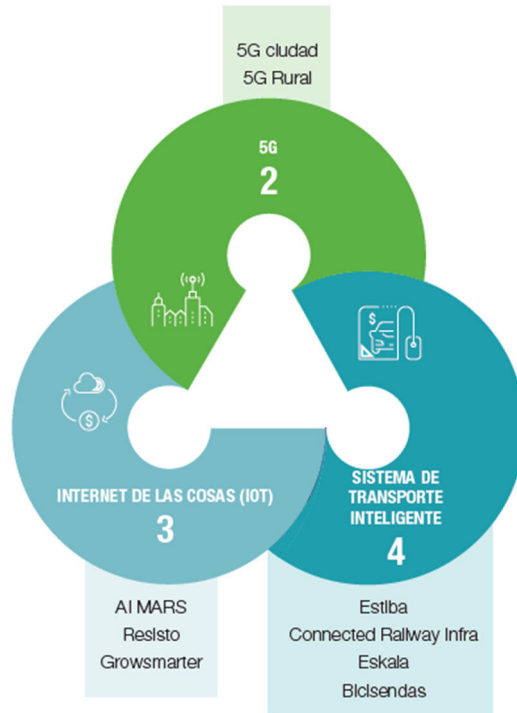 5G ciudad
5G Rural
5G
2
$
$
INTERNET DE LAS COSAS (IOT)
3
SISTEMA DE
TRANSPORTE
INTELIGENTE
4
AI MARS
Resisto
Growsmarter
Estiba
Connected Railway Infra
Eskala
Bicisendas